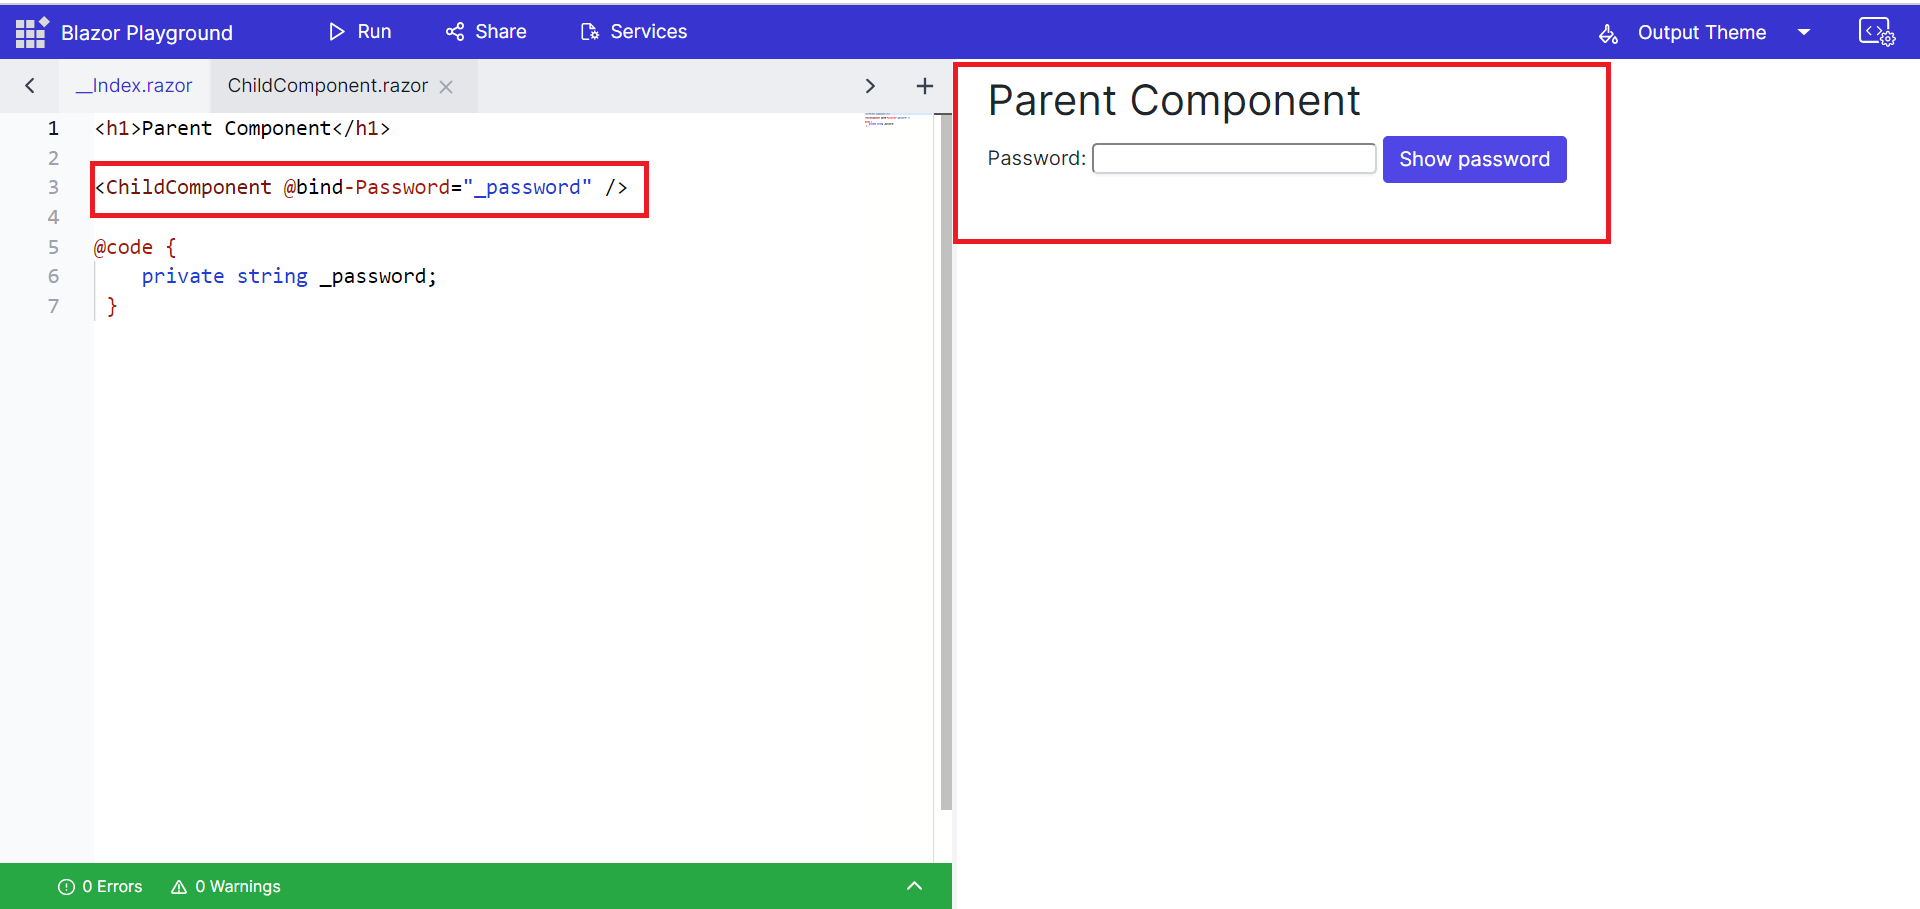 Blazor Playground Run Share Services Output Theme
__Index.razor ChildComponent.razor
1 <h1>Parent Component</h1>
2
3 <ChildComponent @bind-Password="_password" />
4
5 @code {
6 private string _password;
7 }
Parent Component
Password: Show password
0 Errors 0 Warnings